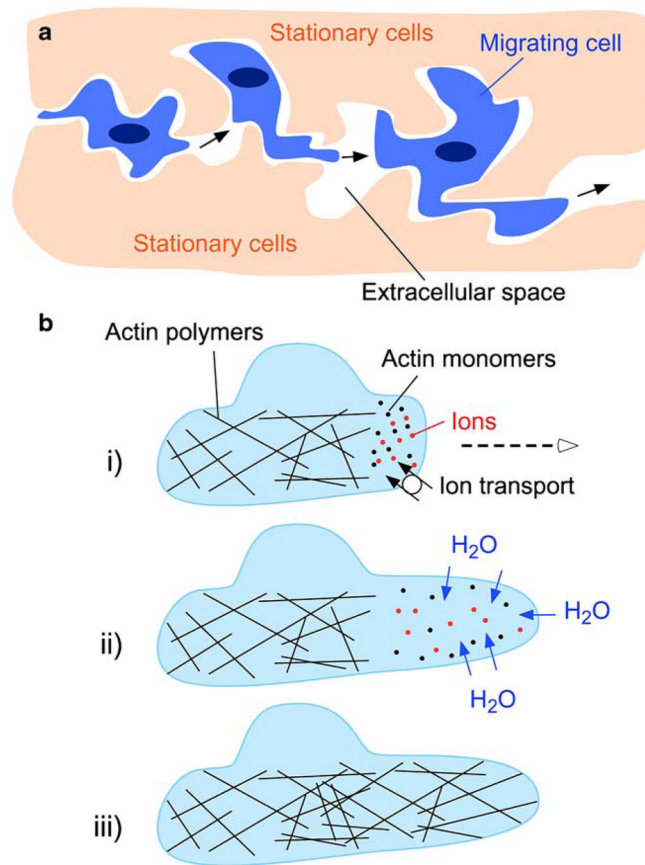 a
Stationary cells
Migrating cell
Stationary cells
Extracellular space
b
Actin polymers
Actin monomers
Ions
i)
Ion transport
H₂O
H₂O
ii)
H₂O
iii)